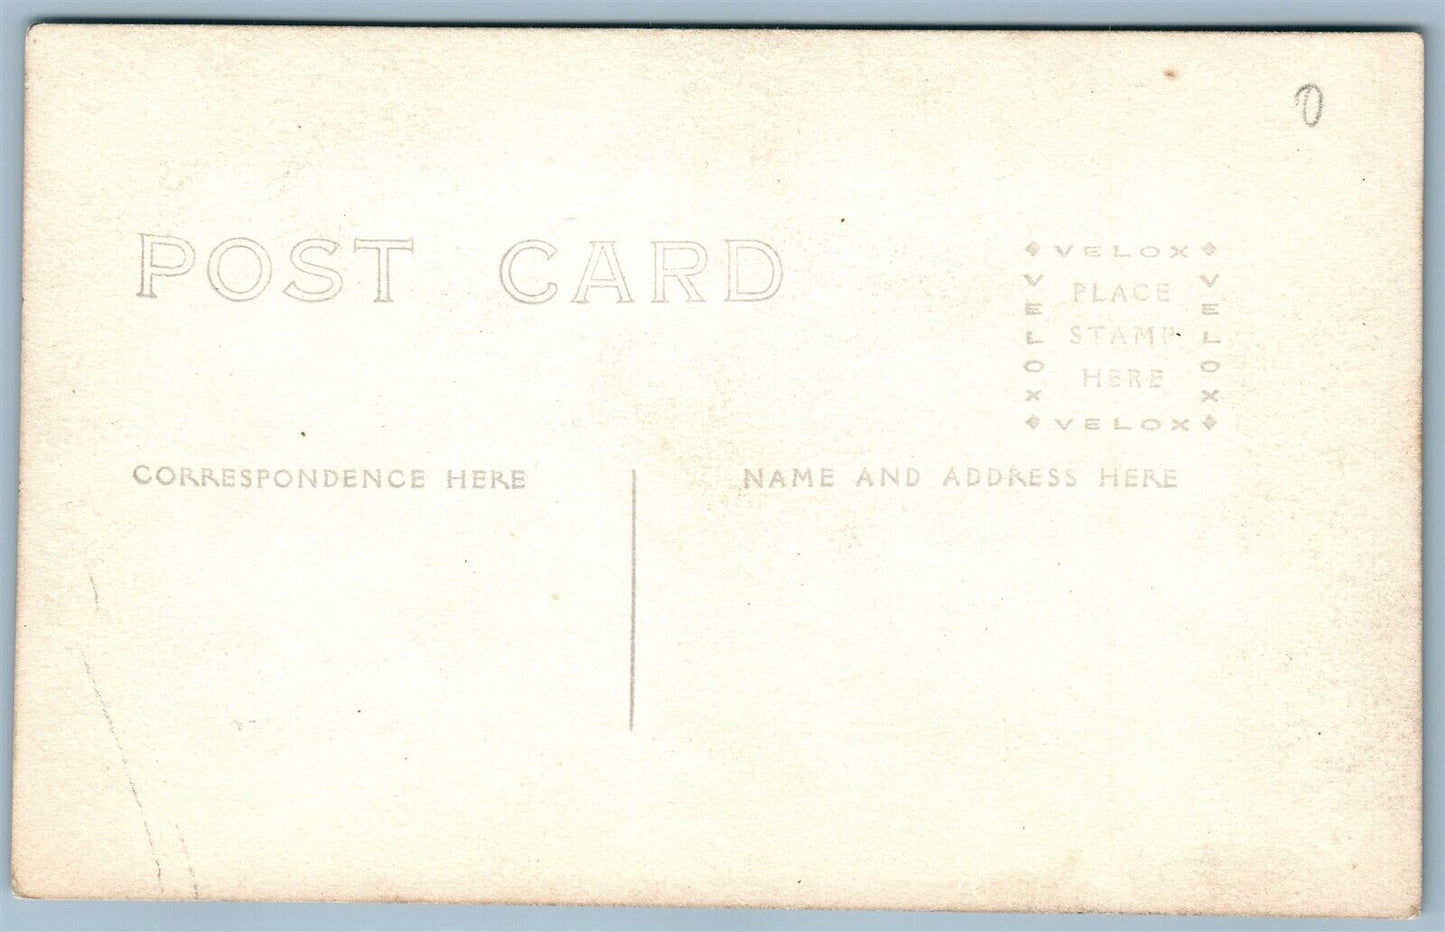 0
POST CARD
VELOX
VELOX
PLACE
STAMP
HERE
VELOX
VELOX
CORRESPONDENCE HERE
NAME AND ADDRESS HERE